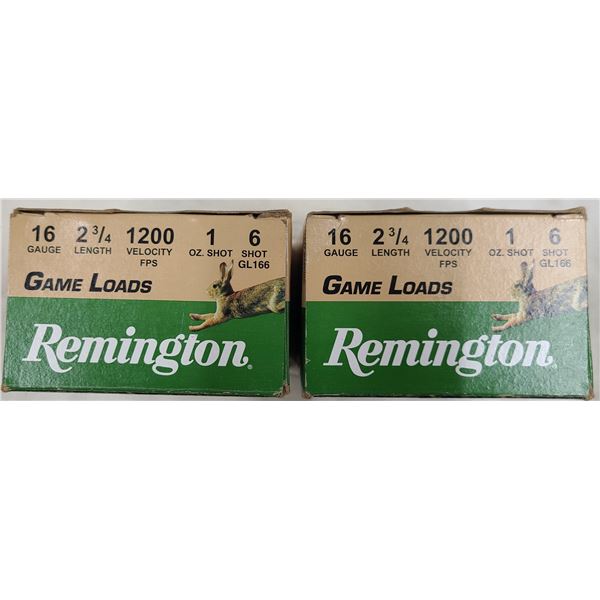 16 2 3/4 1200 1 6
GAUGE LENGTH VELOCITY OZ. SHOT SHOT
FPS GL166
GAME LOADS
Remington®
16 2 3/4 1200 1 6
GAUGE LENGTH VELOCITY OZ. SHOT SHOT
FPS GL166
GAME LOADS
Remington®